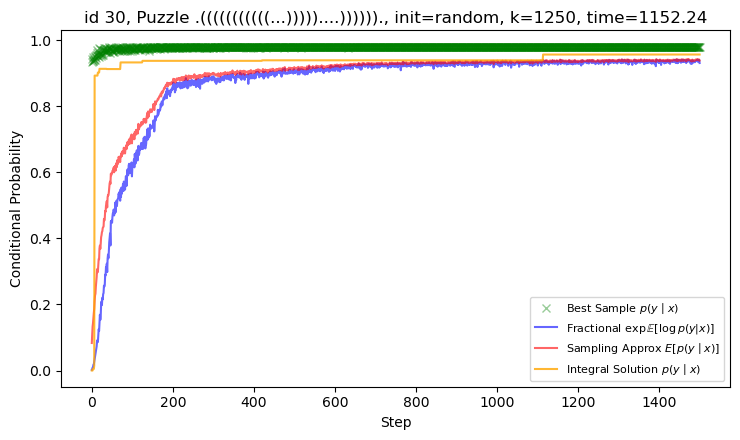 id 30, Puzzle .(((((((((((...)))))....))))))., init=random, k=1250, time=1152.24
Conditional Probability
1.0
0.8
0.6
0.4
0.2
0.0
0
200
400
600
800
1000
1200
1400
Step
Best Sample p(y | x)
Fractional exp𝔼[log p(y|x)]
Sampling Approx E[p(y | x)]
Integral Solution p(y | x)